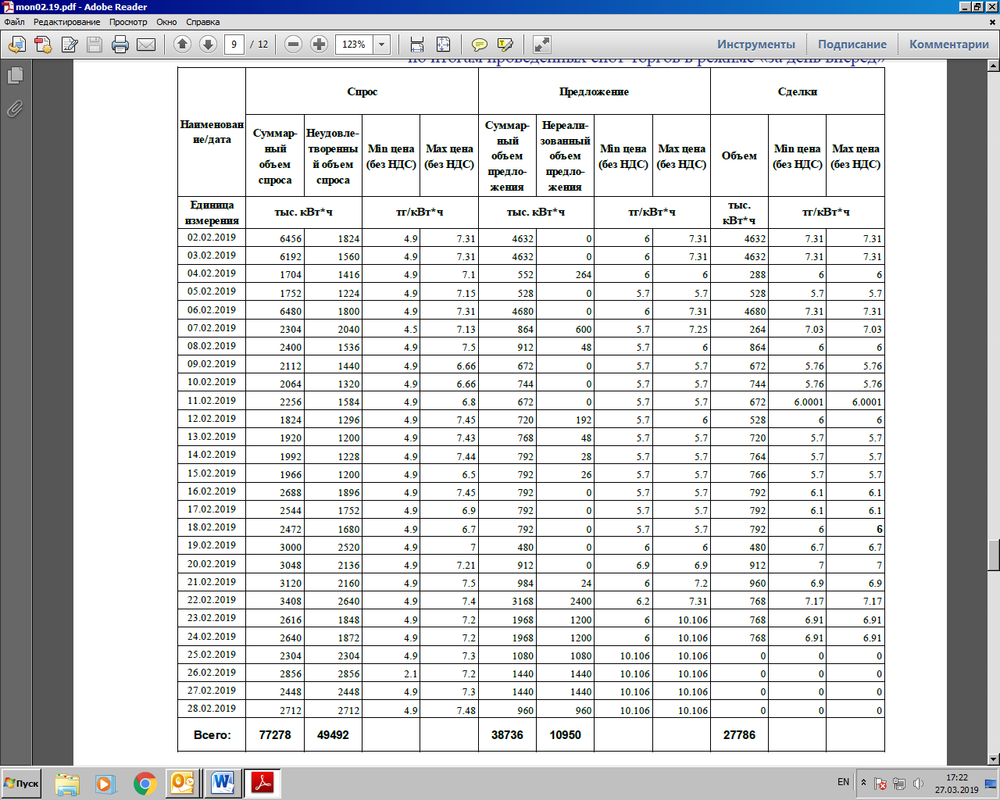 mon02.19.pdf - Adobe Reader
Файл Редактирование Просмотр Окно Справка
9 / 12 123% Инструменты Подписание Комментарии
по итогам проведенных спот-торгов в режиме «за день вперед»
Наименование/дата Спрос Предложение Сделки
Суммар-ный объем спроса Неудовле-творенный объем спроса Min цена (без НДС) Max цена (без НДС) Суммар-ный объем предло-жения Нереали-зованный объем предло-жения Min цена (без НДС) Max цена (без НДС) Объем Min цена (без НДС) Max цена (без НДС)
Единица измерения тыс. кВт*ч тг/кВт*ч тыс. кВт*ч тг/кВт*ч тыс. кВт*ч тг/кВт*ч
02.02.2019 6456 1824 4.9 7.31 4632 0 6 7.31 4632 7.31 7.31
03.02.2019 6192 1560 4.9 7.31 4632 0 6 7.31 4632 7.31 7.31
04.02.2019 1704 1416 4.9 7.1 552 264 6 6 288 6 6
05.02.2019 1752 1224 4.9 7.15 528 0 5.7 5.7 528 5.7 5.7
06.02.2019 6480 1800 4.9 7.31 4680 0 6 7.31 4680 7.31 7.31
07.02.2019 2304 2040 4.5 7.13 864 600 5.7 7.25 264 7.03 7.03
08.02.2019 2400 1536 4.9 7.5 912 48 5.7 6 864 6 6
09.02.2019 2112 1440 4.9 6.66 672 0 5.7 5.7 672 5.76 5.76
10.02.2019 2064 1320 4.9 6.66 744 0 5.7 5.7 744 5.76 5.76
11.02.2019 2256 1584 4.9 6.8 672 0 5.7 5.7 672 6.0001 6.0001
12.02.2019 1824 1296 4.9 7.45 720 192 5.7 6 528 6 6
13.02.2019 1920 1200 4.9 7.43 768 48 5.7 5.7 720 5.7 5.7
14.02.2019 1992 1228 4.9 7.44 792 28 5.7 5.7 764 5.7 5.7
15.02.2019 1966 1200 4.9 6.5 792 26 5.7 5.7 766 5.7 5.7
16.02.2019 2688 1896 4.9 7.45 792 0 5.7 5.7 792 6.1 6.1
17.02.2019 2544 1752 4.9 6.9 792 0 5.7 5.7 792 6.1 6.1
18.02.2019 2472 1680 4.9 6.7 792 0 5.7 5.7 792 6 6
19.02.2019 3000 2520 4.9 7 480 0 6 6 480 6.7 6.7
20.02.2019 3048 2136 4.9 7.21 912 0 6.9 6.9 912 7 7
21.02.2019 3120 2160 4.9 7.5 984 24 6 7.2 960 6.9 6.9
22.02.2019 3408 2640 4.9 7.4 3168 2400 6.2 7.31 768 7.17 7.17
23.02.2019 2616 1848 4.9 7.2 1968 1200 6 10.106 768 6.91 6.91
24.02.2019 2640 1872 4.9 7.2 1968 1200 6 10.106 768 6.91 6.91
25.02.2019 2304 2304 4.9 7.3 1080 1080 10.106 10.106 0 0 0
26.02.2019 2856 2856 2.1 7.2 1440 1440 10.106 10.106 0 0 0
27.02.2019 2448 2448 4.9 7.3 1440 1440 10.106 10.106 0 0 0
28.02.2019 2712 2712 4.9 7.48 960 960 10.106 10.106 0 0 0
Всего: 77278 49492 38736 10950 27786
Пуск EN 17:22
27.03.2019